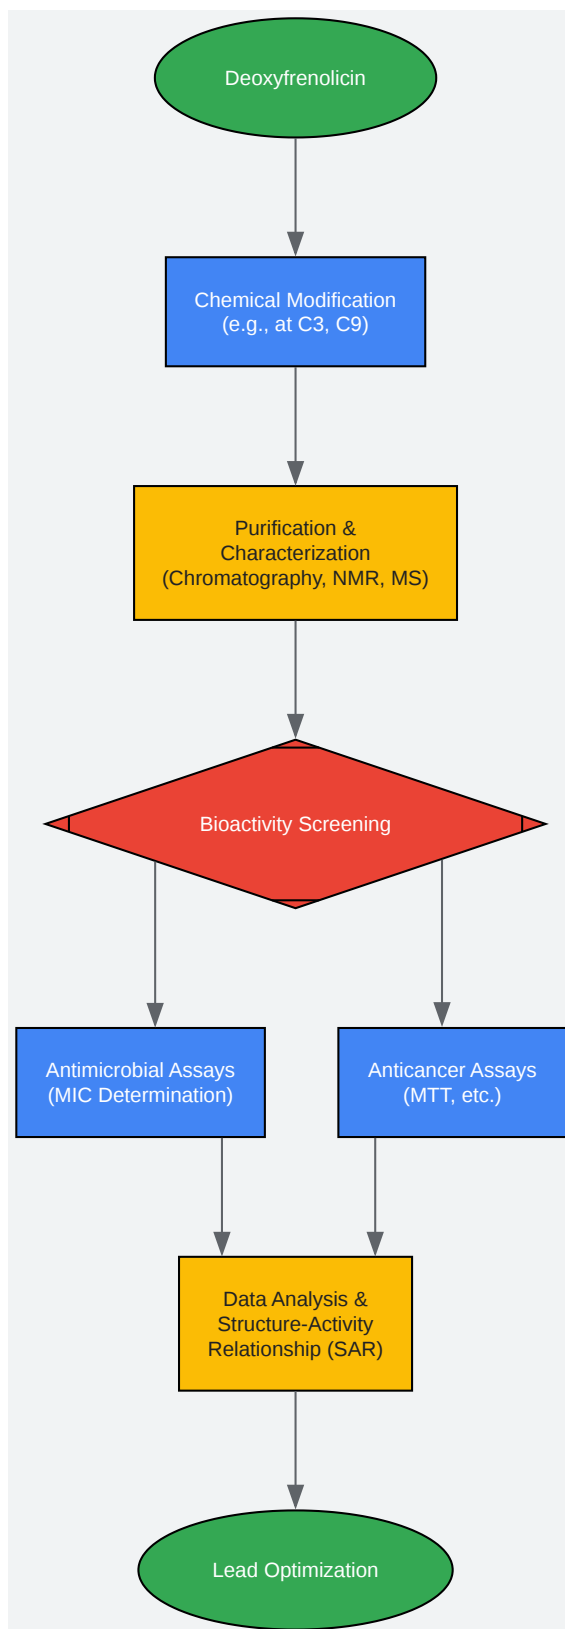 Deoxyfrenolicin
Chemical Modification
(e.g., at C3, C9)
Purification &
Characterization
(Chromatography, NMR, MS)
Bioactivity Screening
Antimicrobial Assays
(MIC Determination)
Anticancer Assays
(MTT, etc.)
Data Analysis &
Structure-Activity
Relationship (SAR)
Lead Optimization